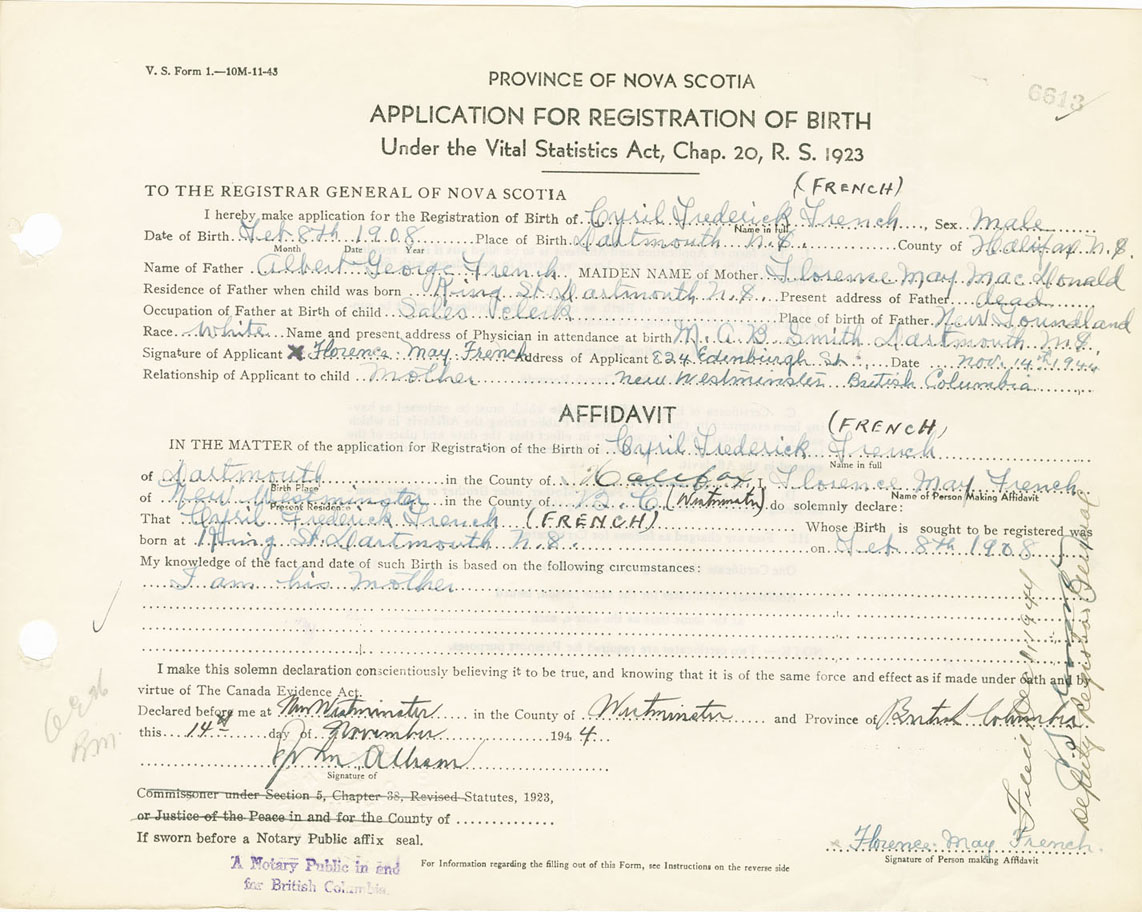 V. S. Form 1.—10M-11-43
PROVINCE OF NOVA SCOTIA
6613
APPLICATION FOR REGISTRATION OF BIRTH
Under the Vital Statistics Act, Chap. 20, R. S. 1923
TO THE REGISTRAR GENERAL OF NOVA SCOTIA
(FRENCH)
I hereby make application for the Registration of Birth of Cyril Frederick French, Sex Male
Name in full
Date of Birth Feb 8th 1908 Place of Birth Dartmouth N.S. County of Halifax N.S.
Month Date Year
Name of Father Albert George French MAIDEN NAME of Mother Florence May MacDonald
Residence of Father when child was born King St Dartmouth N.S. Present address of Father dead
Occupation of Father at Birth of child Sales clerk Place of birth of Father Newfoundland
Race White Name and present address of Physician in attendance at birth M. A. B. Smith Dartmouth N.S.
Signature of Applicant X Florence May French Address of Applicant 824 Edinburgh St., Date Nov. 14th 1944
Relationship of Applicant to child Mother New Westminster British Columbia
AFFIDAVIT
(FRENCH)
IN THE MATTER of the application for Registration of the Birth of Cyril Frederick French
Name in full
of Dartmouth in the County of Halifax, I, Florence May French
Birth Place Name of Person Making Affidavit
of New Westminster in the County of B.C. (Westminster) do solemnly declare:
Present Residence
That Cyril Frederick French (FRENCH) Whose Birth is sought to be registered was
born at King St. Dartmouth N.S. on Feb 8th 1908
My knowledge of the fact and date of such Birth is based on the following circumstances:
I am his Mother
I make this solemn declaration conscientiously believing it to be true, and knowing that it is of the same force and effect as if made under oath and by
virtue of The Canada Evidence Act.
Declared before me at New Westminster in the County of Westminster and Province of British Columbia
this 14th day of November 1944.
Signature of
Commissoner under Section 5, Chapter 38, Revised Statutes, 1923,
or Justice of the Peace in and for the County of
If sworn before a Notary Public affix seal.
Florence May French.
Signature of Person making Affidavit
A Notary Public in and
for British Columbia.
For Information regarding the filling out of this Form, see Instructions on the reverse side
Filed Dec 11 1944
Deputy Registrar General